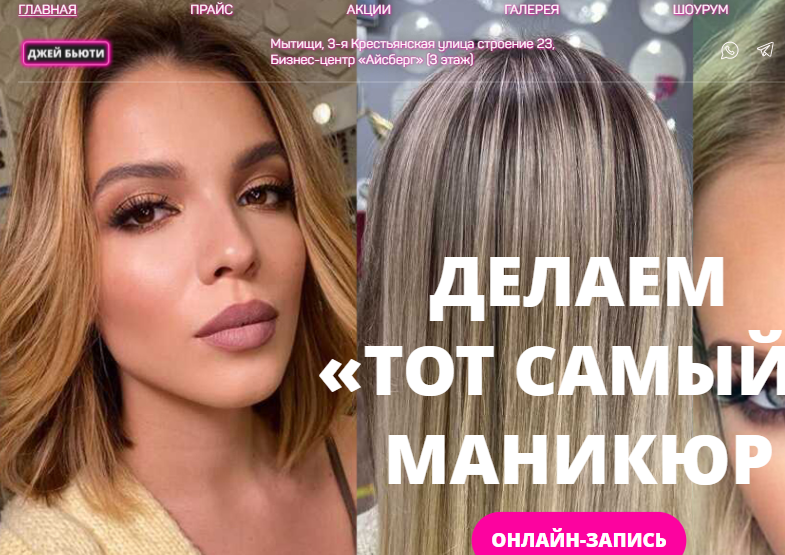 ГЛАВНАЯ ПРАЙС АКЦИИ ГАЛЕРЕЯ ШОУРУМ
ДЖЕЙ БЬЮТИ
Мытищи, 3-я Крестьянская улица строение 23,
Бизнес-центр «Айсберг» (3 этаж)
ДЕЛАЕМ
«ТОТ САМЫЙ
МАНИКЮР
ОНЛАЙН-ЗАПИСЬ